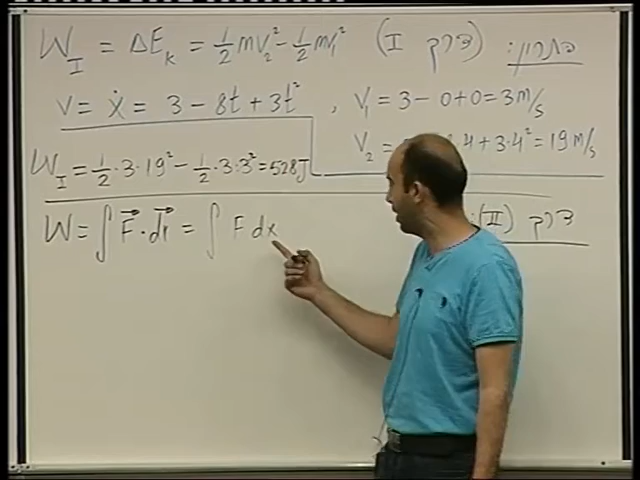 פתרון: (דרך I) W_I = ΔE_k = ½mv₂² - ½mv₁²
v = ẋ = 3 - 8t + 3t² , v₁ = 3 - 0 + 0 = 3 m/s
v₂ = 4 + 3·4² = 19 m/s
W_I = ½·3·19² - ½·3·3² = 528J
דרך (II)
W = ∫ F⃗·dr⃗ = ∫ F dx